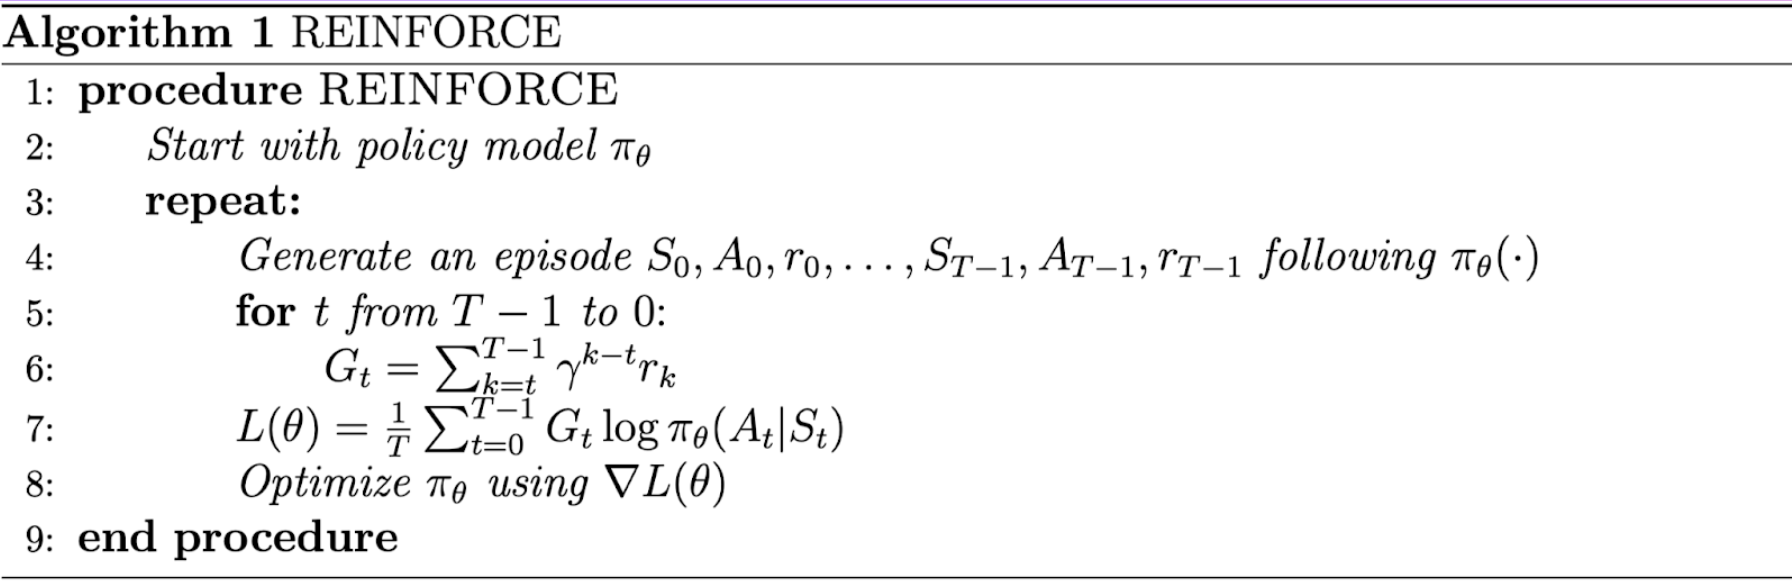 Algorithm 1 REINFORCE
1: procedure REINFORCE
2: Start with policy model π_θ
3: repeat:
4: Generate an episode S_0, A_0, r_0, . . . , S_{T−1}, A_{T−1}, r_{T−1} following π_θ(·)
5: for t from T − 1 to 0:
6: G_t = ∑_{k=t}^{T−1} γ^{k−t} r_k
7: L(θ) = \frac{1}{T} ∑_{t=0}^{T−1} G_t log π_θ(A_t|S_t)
8: Optimize π_θ using ∇L(θ)
9: end procedure